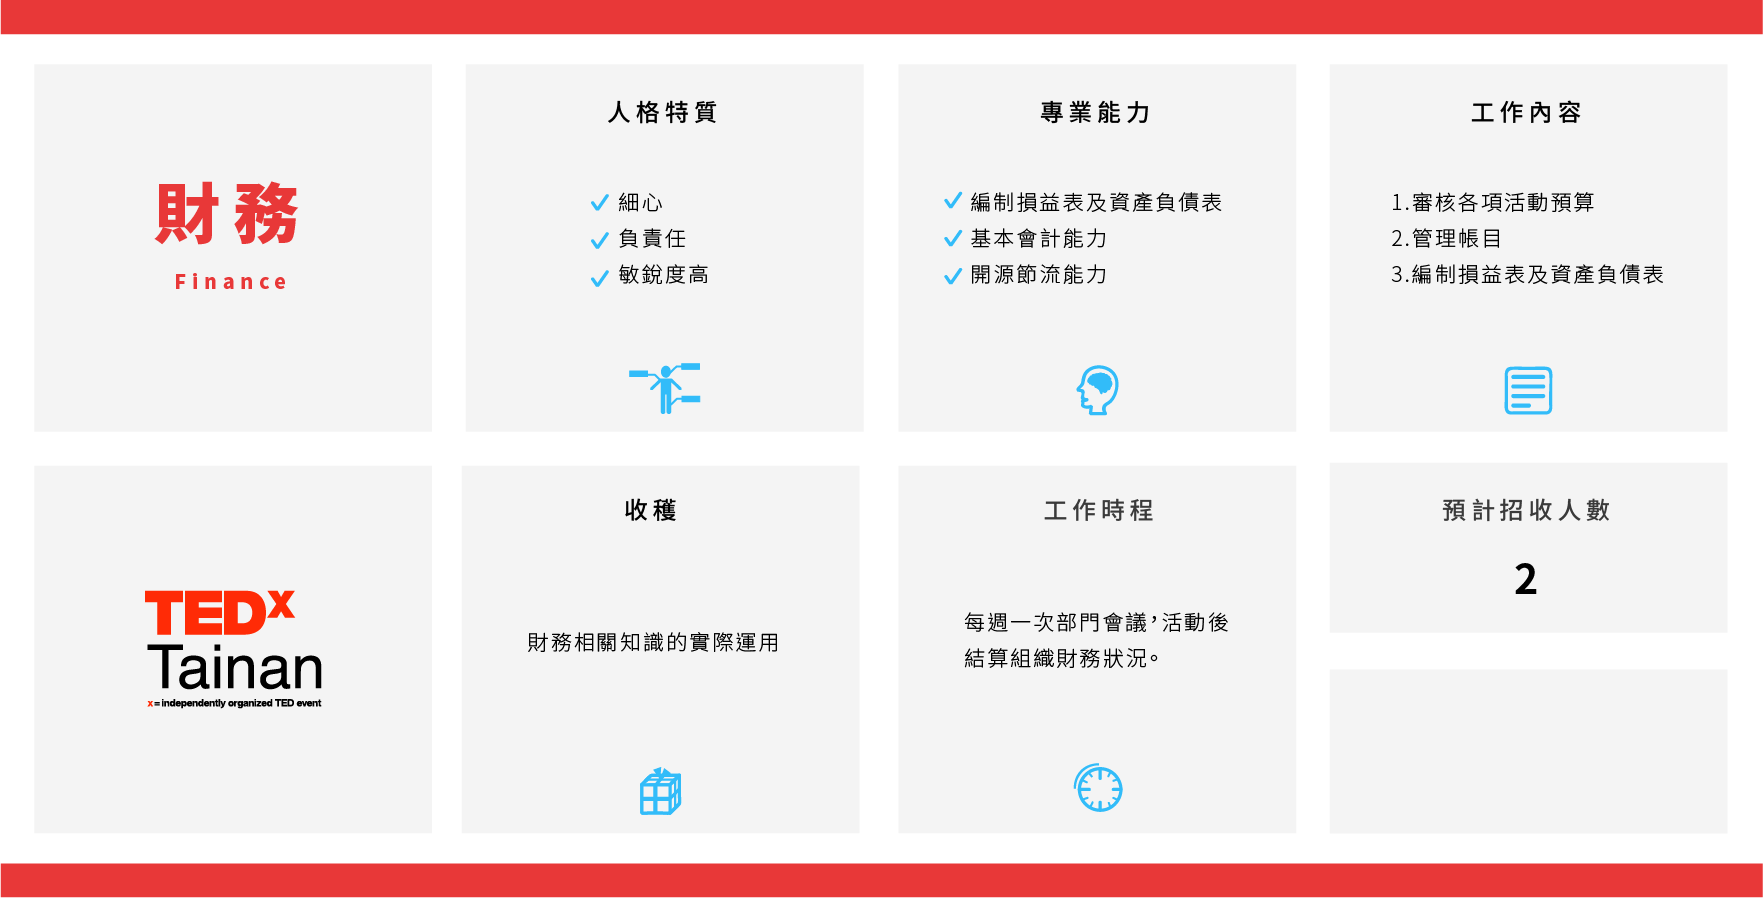 財務
Finance
人格特質
細心
負責任
敏銳度高
專業能力
編制損益表及資產負債表
基本會計能力
開源節流能力
工作內容
1.審核各項活動預算
2.管理帳目
3.編制損益表及資產負債表
TEDx
Tainan
x = independently organized TED event
收穫
財務相關知識的實際運用
工作時程
每週一次部門會議，活動後
結算組織財務狀況。
預計招收人數
2